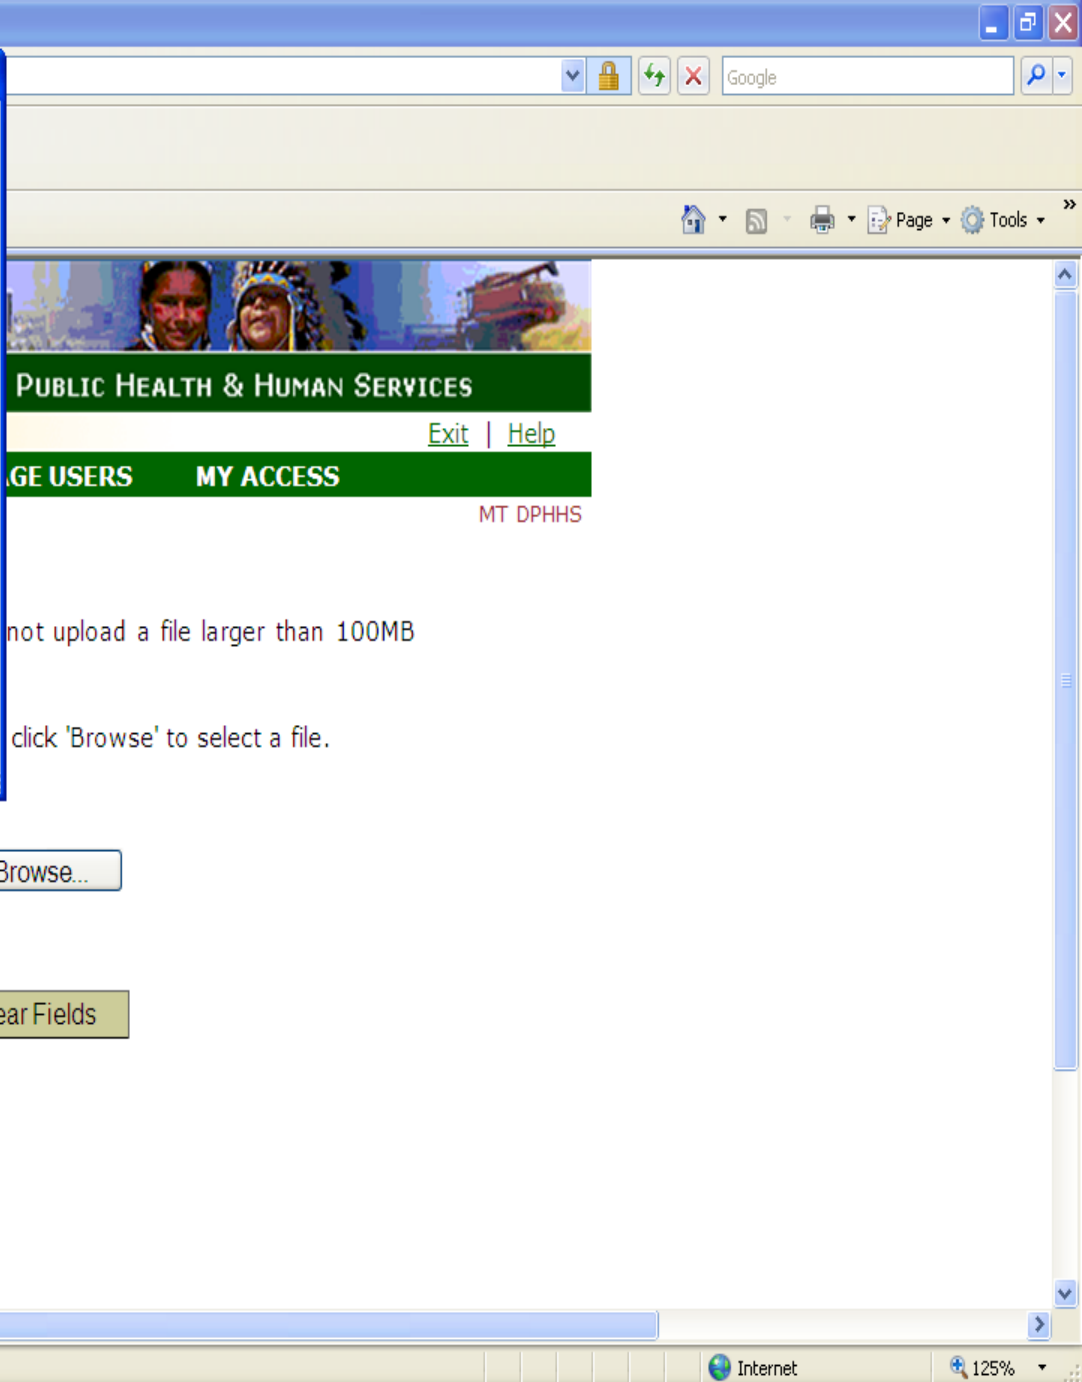 Google
Page
Tools
»
PUBLIC HEALTH & HUMAN SERVICES
Exit | Help
GE USERS MY ACCESS
MT DPHHS
not upload a file larger than 100MB
click 'Browse' to select a file.
Browse...
ear Fields
Internet
125%